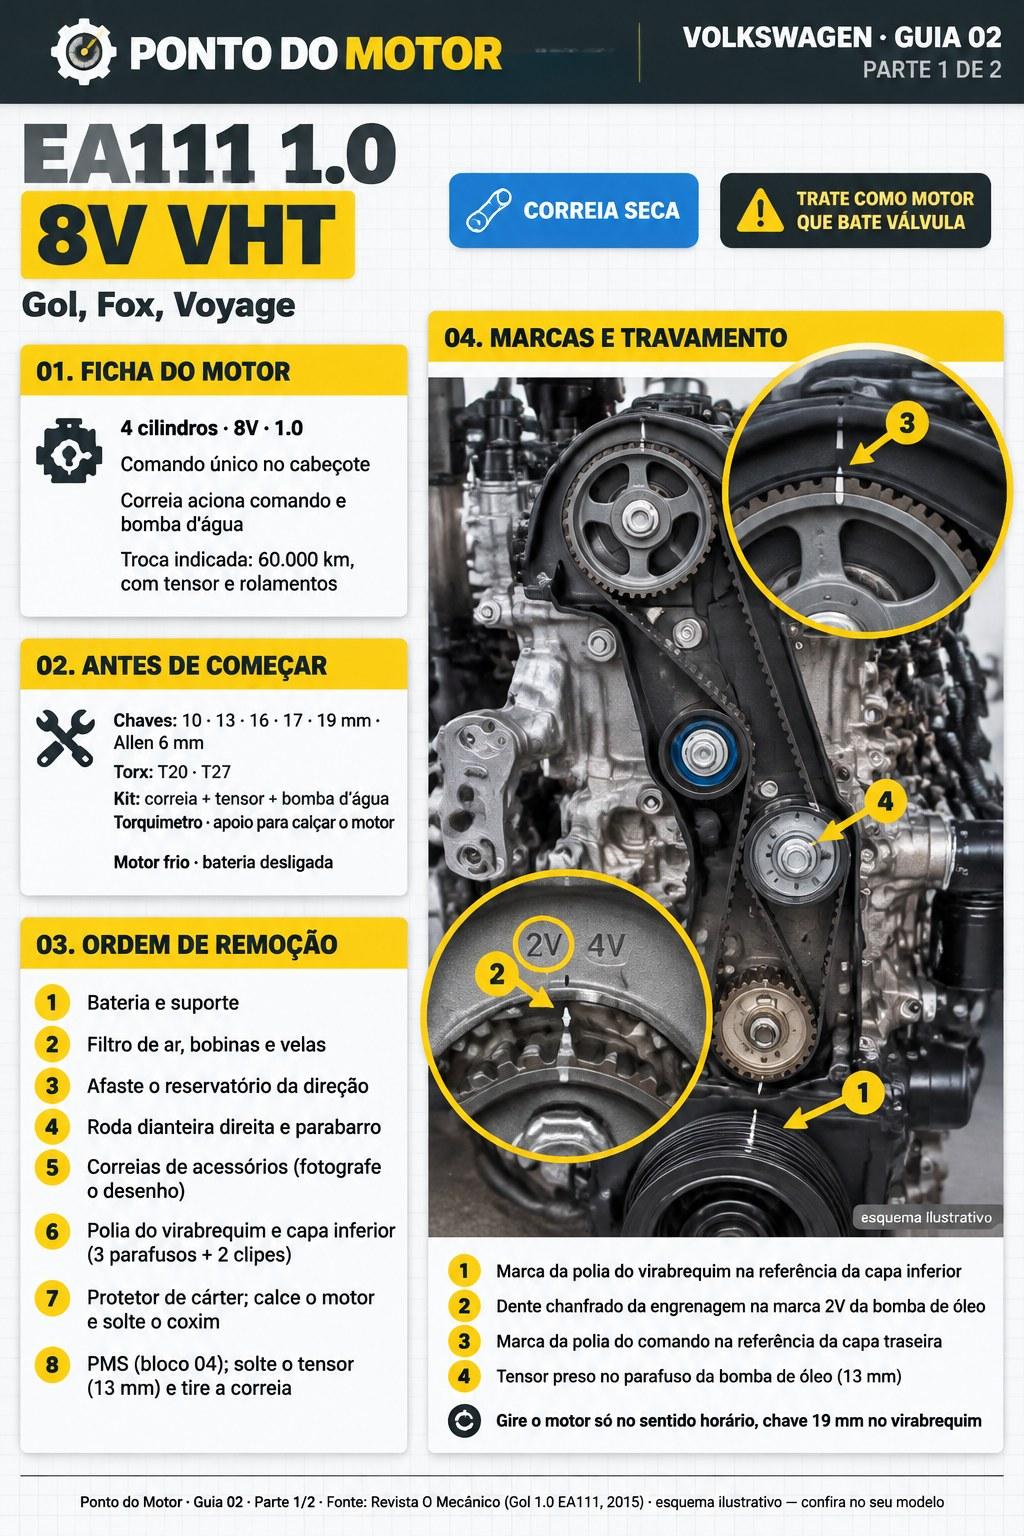 PONTO DO MOTOR
VOLKSWAGEN · GUIA 02
PARTE 1 DE 2
EA111 1.0
8V VHT
Gol, Fox, Voyage
CORREIA SECA
TRATE COMO MOTOR
QUE BATE VÁLVULA
01. FICHA DO MOTOR
4 cilindros · 8V · 1.0
Comando único no cabeçote
Correia aciona comando e
bomba d'água
Troca indicada: 60.000 km,
com tensor e rolamentos
02. ANTES DE COMEÇAR
Chaves: 10 · 13 · 16 · 17 · 19 mm ·
Allen 6 mm
Torx: T20 · T27
Kit: correia + tensor + bomba d'água
Torquimetro · apoio para calçar o motor
Motor frio · bateria desligada
03. ORDEM DE REMOÇÃO
1 Bateria e suporte
2 Filtro de ar, bobinas e velas
3 Afaste o reservatório da direção
4 Roda dianteira direita e parabarro
5 Correias de acessórios (fotografe
o desenho)
6 Polia do virabrequim e capa inferior
(3 parafusos + 2 clipes)
7 Protetor de cárter; calce o motor
e solte o coxim
8 PMS (bloco 04); solte o tensor
(13 mm) e tire a correia
04. MARCAS E TRAVAMENTO
3
4
2V 4V
2
1
esquema ilustrativo
1 Marca da polia do virabrequim na referência da capa inferior
2 Dente chanfrado da engrenagem na marca 2V da bomba de óleo
3 Marca da polia do comando na referência da capa traseira
4 Tensor preso no parafuso da bomba de óleo (13 mm)
Gire o motor só no sentido horário, chave 19 mm no virabrequim
Ponto do Motor · Guia 02 · Parte 1/2 · Fonte: Revista O Mecânico (Gol 1.0 EA111, 2015) · esquema ilustrativo — confira no seu modelo